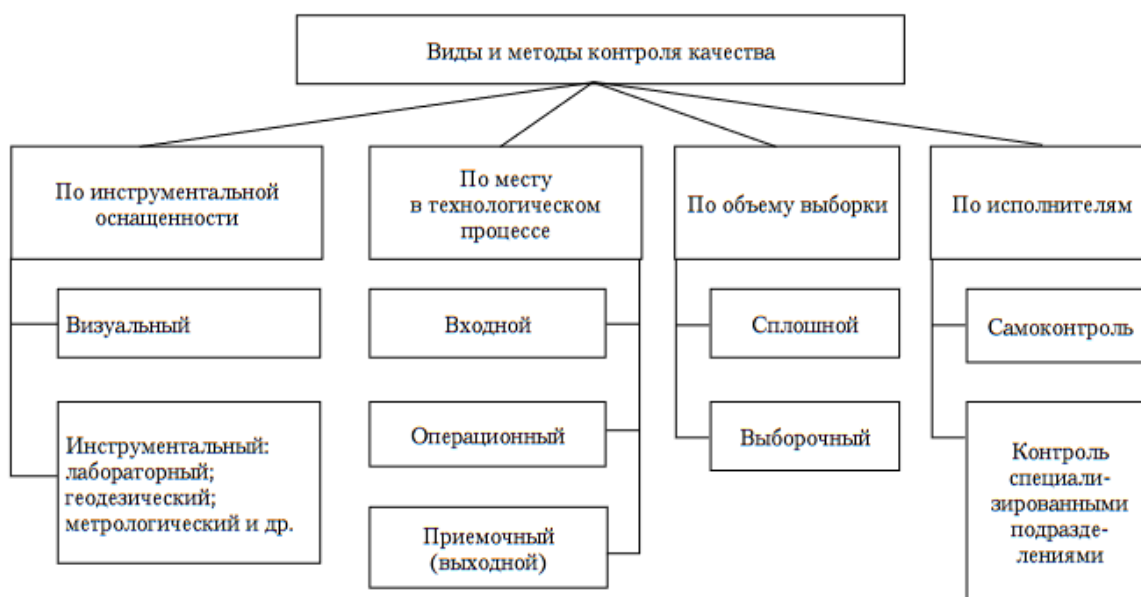 Виды и методы контроля качества
По инструментальной
оснащенности
Визуальный
Инструментальный:
лабораторный;
геодезический;
метрологический и др.
По месту
в технологическом
процессе
Входной
Операционный
Приемочный
(выходной)
По объему выборки
Сплошной
Выборочный
По исполнителям
Самоконтроль
Контроль
специали-
зированными
подразде-
лениями